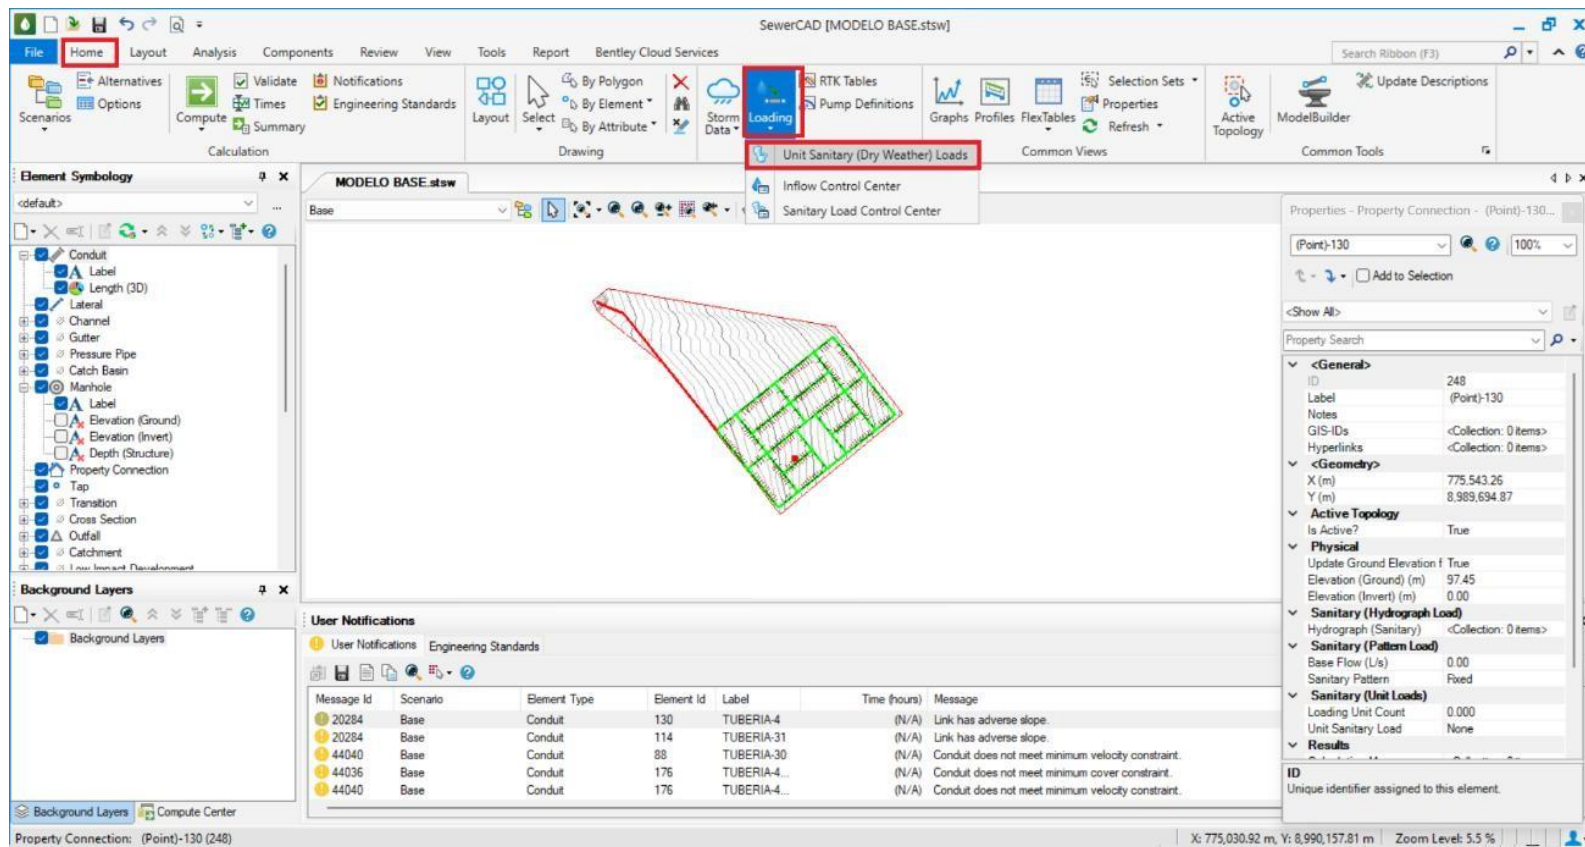 SewerCAD [MODELO BASE.stsw]
File Home Layout Analysis Components Review View Tools Report Bentley Cloud Services Search Ribbon (F3)
Scenarios Alternatives Options
Compute Validate Times Summary
Notifications Engineering Standards
Calculation
Layout Select By Polygon By Element By Attribute
Drawing
Storm Data Loading RTK Tables Pump Definitions
Graphs Profiles FlexTables Selection Sets Properties Refresh
Common Views
Active Topology
ModelBuilder Update Descriptions
Common Tools
Unit Sanitary (Dry Weather) Loads
Inflow Control Center
Sanitary Load Control Center
Element Symbology
<default>
...
Conduit
Label
Length (3D)
Lateral
Channel
Gutter
Pressure Pipe
Catch Basin
Manhole
Label
Elevation (Ground)
Elevation (Invert)
Depth (Structure)
Property Connection
Tap
Transition
Cross Section
Outfall
Catchment
Low Impact Development
Background Layers
Background Layers
Background Layers Compute Center
MODELO BASE.stsw
Base
User Notifications
User Notifications Engineering Standards
Message Id Scenario Element Type Element Id Label Time (hours) Message
20284 Base Conduit 130 TUBERIA-4 (N/A) Link has adverse slope.
20284 Base Conduit 114 TUBERIA-31 (N/A) Link has adverse slope.
44040 Base Conduit 88 TUBERIA-30 (N/A) Conduit does not meet minimum velocity constraint.
44036 Base Conduit 176 TUBERIA-4... (N/A) Conduit does not meet minimum cover constraint.
44040 Base Conduit 176 TUBERIA-4... (N/A) Conduit does not meet minimum velocity constraint.
Properties - Property Connection - (Point)-130...
(Point)-130 100%
Add to Selection
<Show All>
Property Search
<General>
ID 248
Label (Point)-130
Notes
GIS-IDs <Collection: 0 items>
Hyperlinks <Collection: 0 items>
<Geometry>
X (m) 775,543.26
Y (m) 8,989,694.87
Active Topology
Is Active? True
Physical
Update Ground Elevation f True
Elevation (Ground) (m) 97.45
Elevation (Invert) (m) 0.00
Sanitary (Hydrograph Load)
Hydrograph (Sanitary) <Collection: 0 items>
Sanitary (Pattern Load)
Base Flow (L/s) 0.00
Sanitary Pattern Fixed
Sanitary (Unit Loads)
Loading Unit Count 0.000
Unit Sanitary Load None
Results
ID
Unique identifier assigned to this element.
Property Connection: (Point)-130 (248)
X: 775,030.92 m, Y: 8,990,157.81 m Zoom Level: 5.5 %